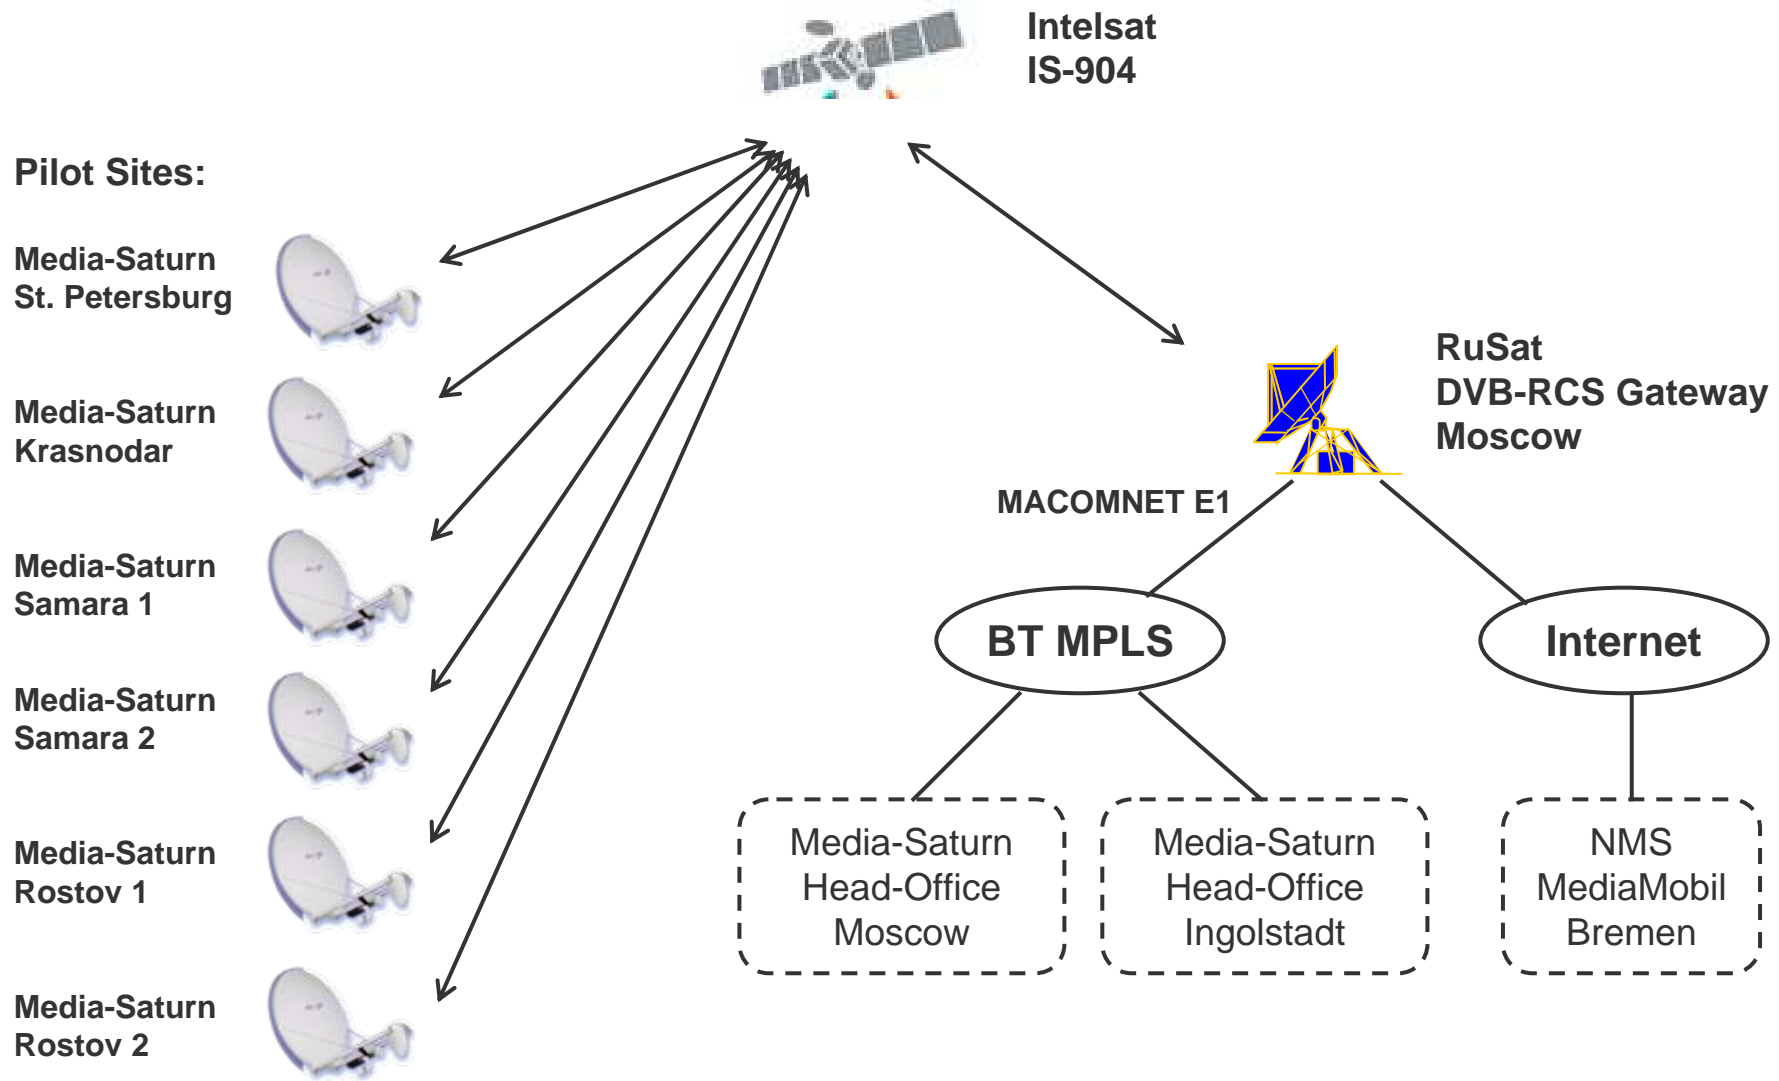 Intelsat
IS-904
Pilot Sites:
Media-Saturn
St. Petersburg
Media-Saturn
Krasnodar
Media-Saturn
Samara 1
Media-Saturn
Samara 2
Media-Saturn
Rostov 1
Media-Saturn
Rostov 2
RuSat
DVB-RCS Gateway
Moscow
MACOMNET E1
BT MPLS
Internet
Media-Saturn
Head-Office
Moscow
Media-Saturn
Head-Office
Ingolstadt
NMS
MediaMobil
Bremen